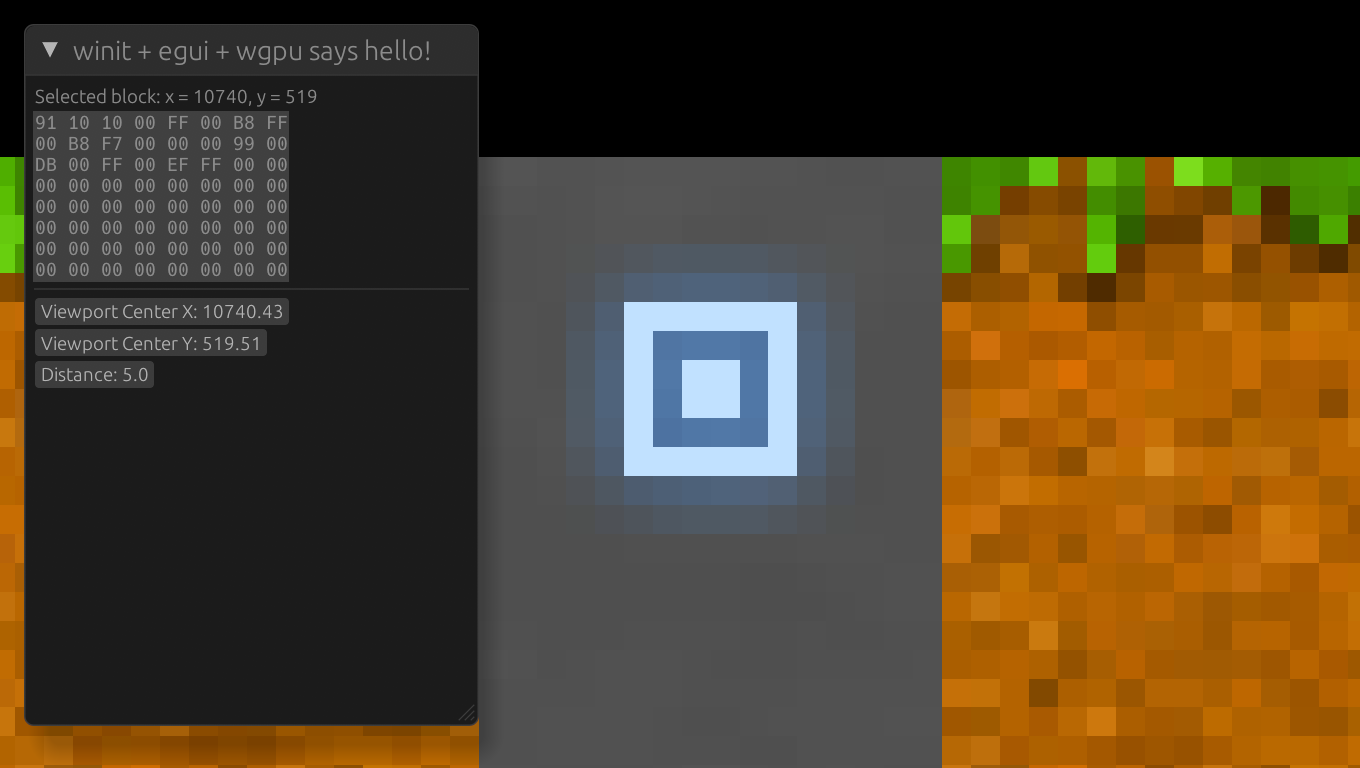 winit + egui + wgpu says hello!
Selected block: x = 10740, y = 519
91 10 10 00 FF 00 B8 FF
00 B8 F7 00 00 00 99 00
DB 00 FF 00 EF FF 00 00
00 00 00 00 00 00 00 00
00 00 00 00 00 00 00 00
00 00 00 00 00 00 00 00
00 00 00 00 00 00 00 00
00 00 00 00 00 00 00 00
Viewport Center X: 10740.43
Viewport Center Y: 519.51
Distance: 5.0